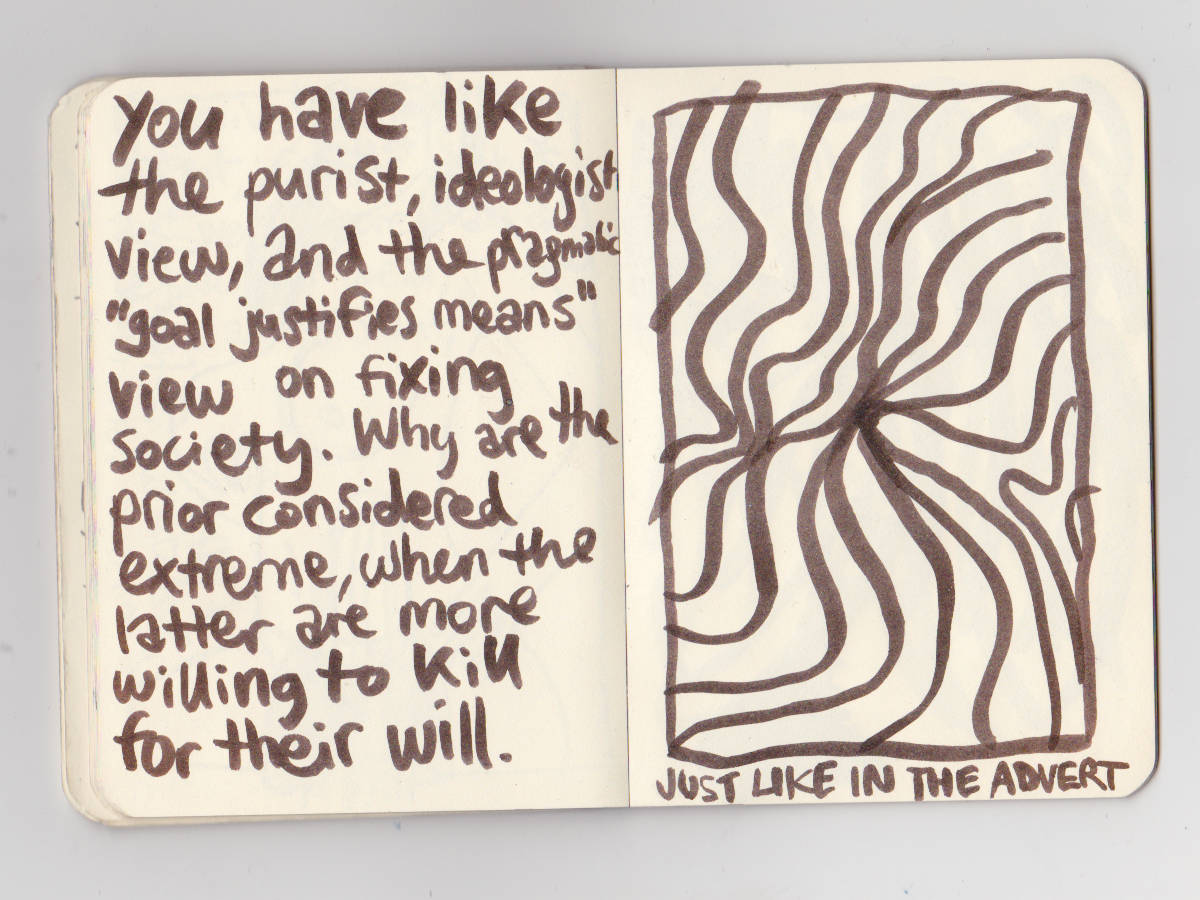 You have like
the purist, ideologist
view, and the pragmatic
"goal justifies means"
view on fixing
society. Why are the
prior considered
extreme, when the
latter are more
willing to kill
for their will.
JUST LIKE IN THE ADVERT